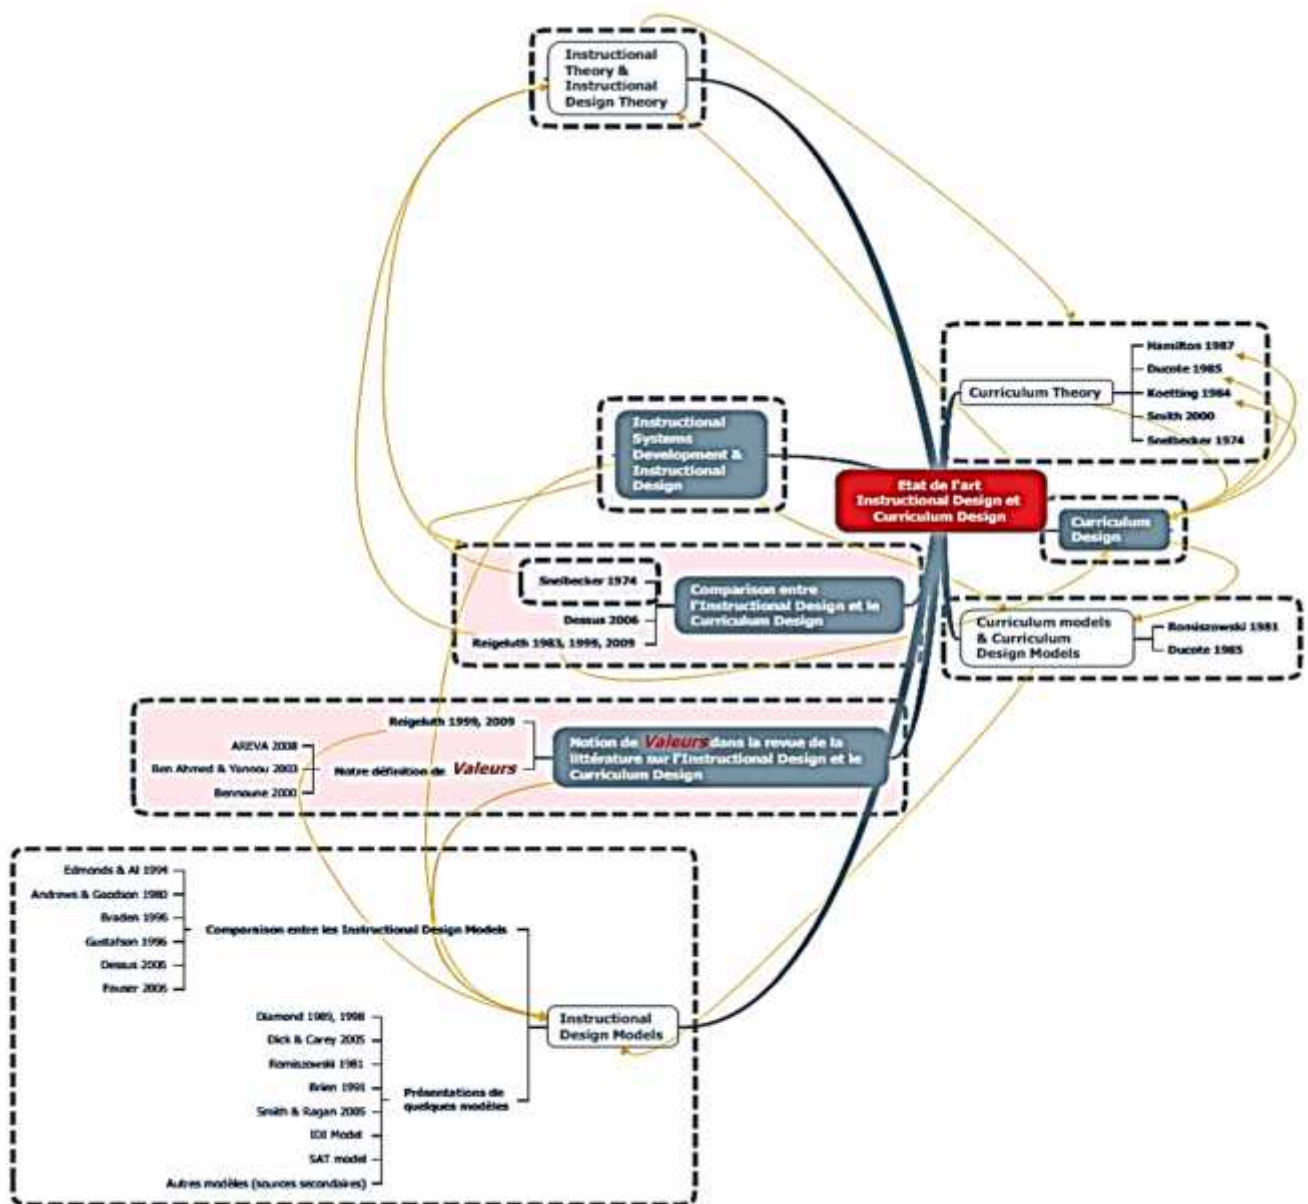 Instructional
Theory &
Instructional
Design Theory
Hamilton 1987
Ducote 1985
Curriculum Theory
Koetting 1984
Smith 2000
Snelbecker 1974
Instructional
Systems
Development &
Instructional
Design
Etat de l'art
Instructional Design et
Curriculum Design
Curriculum
Design
Snelbecker 1974
Dessus 2006
Reigeluth 1983, 1999, 2009
Comparison entre
l'Instructional Design et le
Curriculum Design
Curriculum models
& Curriculum
Design Models
Romiszowski 1981
Ducote 1985
Reigeluth 1999, 2009
AREVA 2008
Ben Ahmed & Yannou 2003
Bennoune 2000
Notre définition de Valeurs
Notion de Valeurs dans la revue de la
littérature sur l'Instructional Design et le
Curriculum Design
Edmonds & Al 1994
Andrews & Goodson 1980
Braden 1996
Gustafson 1996
Dessus 2006
Pauser 2006
Comparaison entre les Instructional Design Models
Diamond 1989, 1998
Dick & Carey 2005
Romiszowski 1981
Brien 1991
Smith & Ragan 2005
IDI Model
SAT model
Autres modèles (sources secondaires)
Présentations de
quelques modèles
Instructional
Design Models